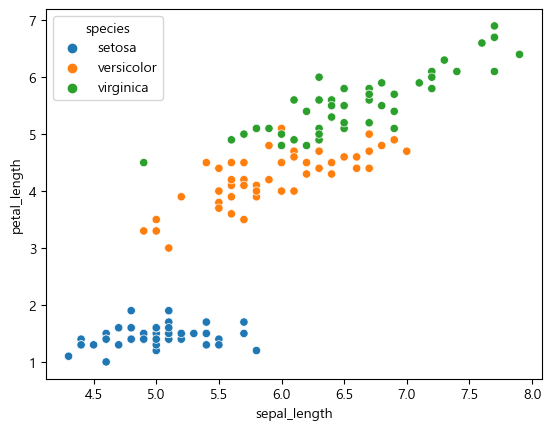 species
setosa
versicolor
virginica
7
6
5
4
3
2
1
petal_length
4.5 5.0 5.5 6.0 6.5 7.0 7.5 8.0
sepal_length